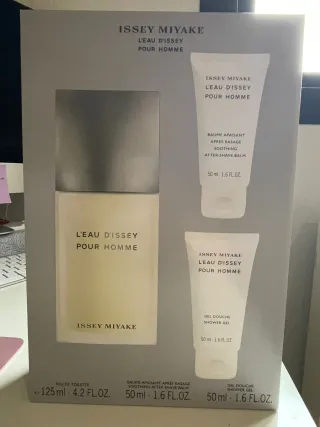 ISSEY MIYAKE
L'EAU D'ISSEY
POUR HOMME
ISSEY MIYAKE
L'EAU D'ISSEY
POUR HOMME
BAUME APAISANT
APRÈS RASAGE
SOOTHING
AFTER-SHAVE BALM
50 ml - 1.6 FL.OZ.
L'EAU D'ISSEY
POUR HOMME
ISSEY MIYAKE
ISSEY MIYAKE
L'EAU D'ISSEY
POUR HOMME
GEL DOUCHE
SHOWER GEL
50 ml - 1.6 FL.OZ.
EAU DE TOILETTE
℮ 125 ml - 4.2 FL.OZ.
BAUME APAISANT APRÈS RASAGE
SOOTHING AFTER SHAVE BALM
50 ml - 1.6 FL.OZ.
GEL DOUCHE
SHOWER GEL
50 ml - 1.6 FL.OZ.